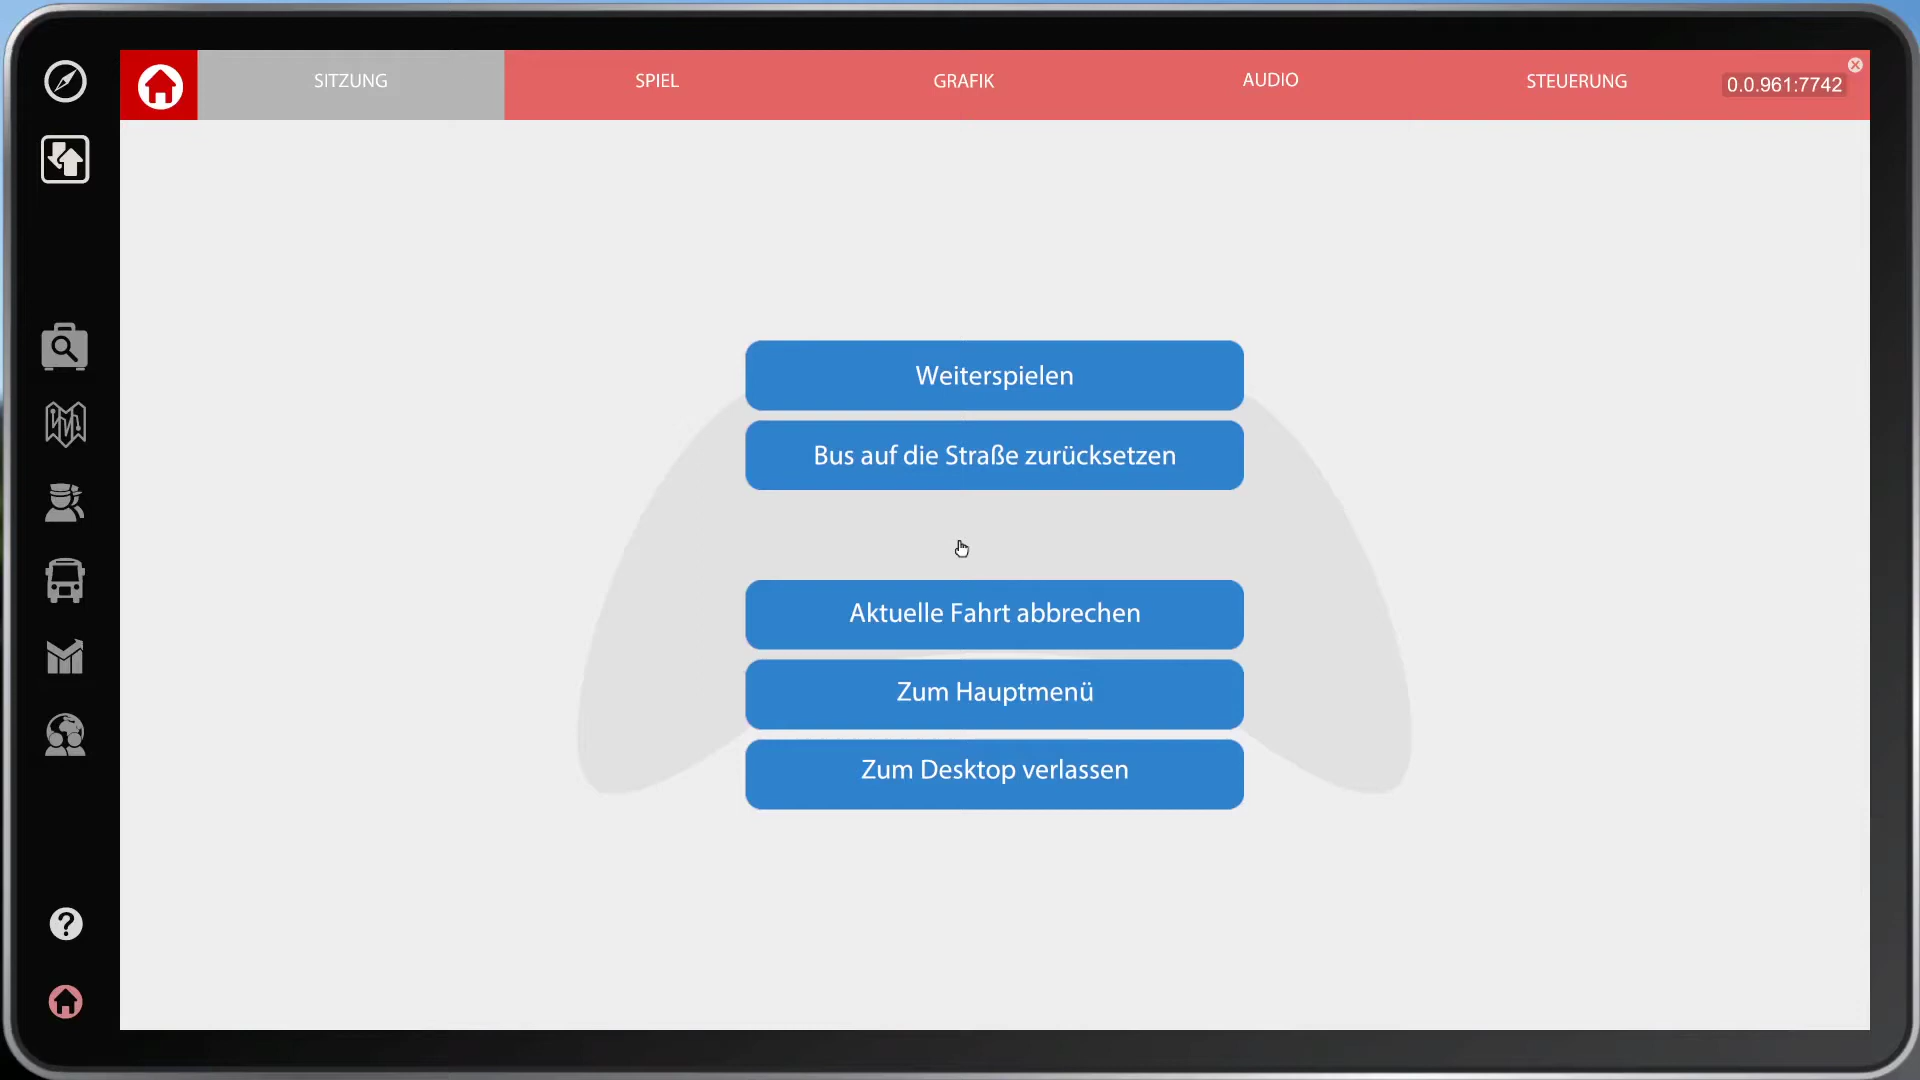 SITZUNG
SPIEL
GRAFIK
AUDIO
STEUERUNG
0.0.961:7742
Weiterspielen
Bus auf die Straße zurücksetzen
Aktuelle Fahrt abbrechen
Zum Hauptmenü
Zum Desktop verlassen